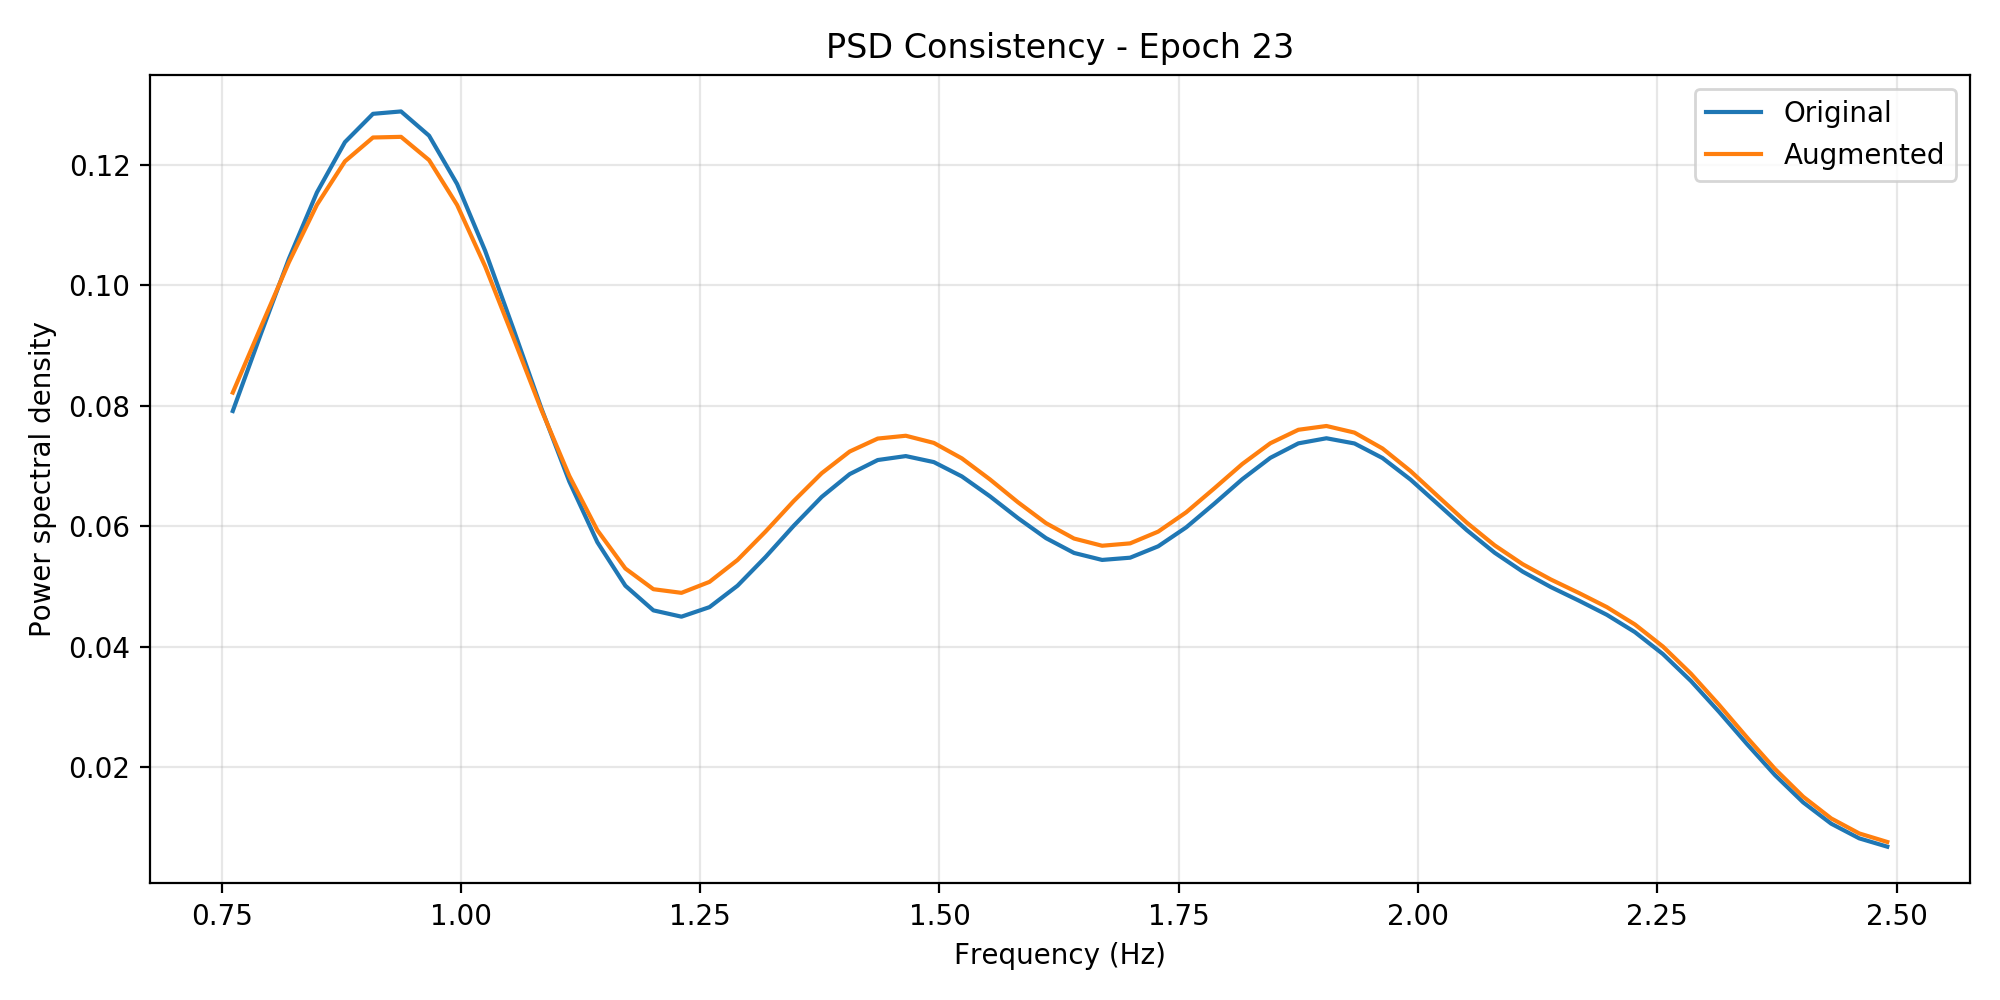 PSD Consistency - Epoch 23
Original
Augmented
Power spectral density
0.12
0.10
0.08
0.06
0.04
0.02
0.75 1.00 1.25 1.50 1.75 2.00 2.25 2.50
Frequency (Hz)